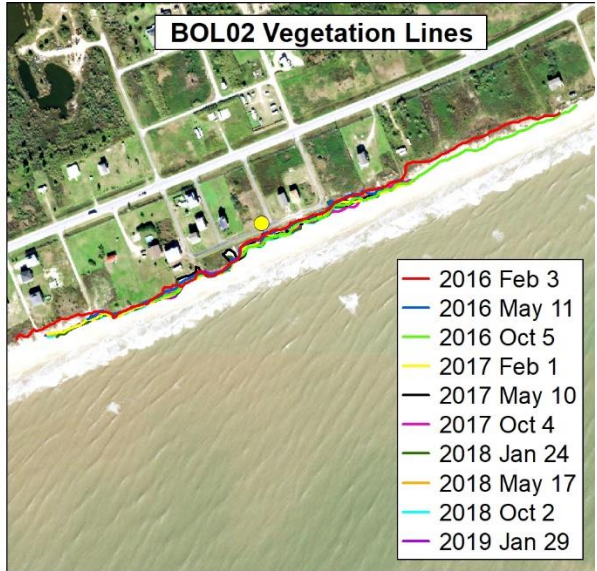 BOL02 Vegetation Lines
2016 Feb 3
2016 May 11
2016 Oct 5
2017 Feb 1
2017 May 10
2017 Oct 4
2018 Jan 24
2018 May 17
2018 Oct 2
2019 Jan 29